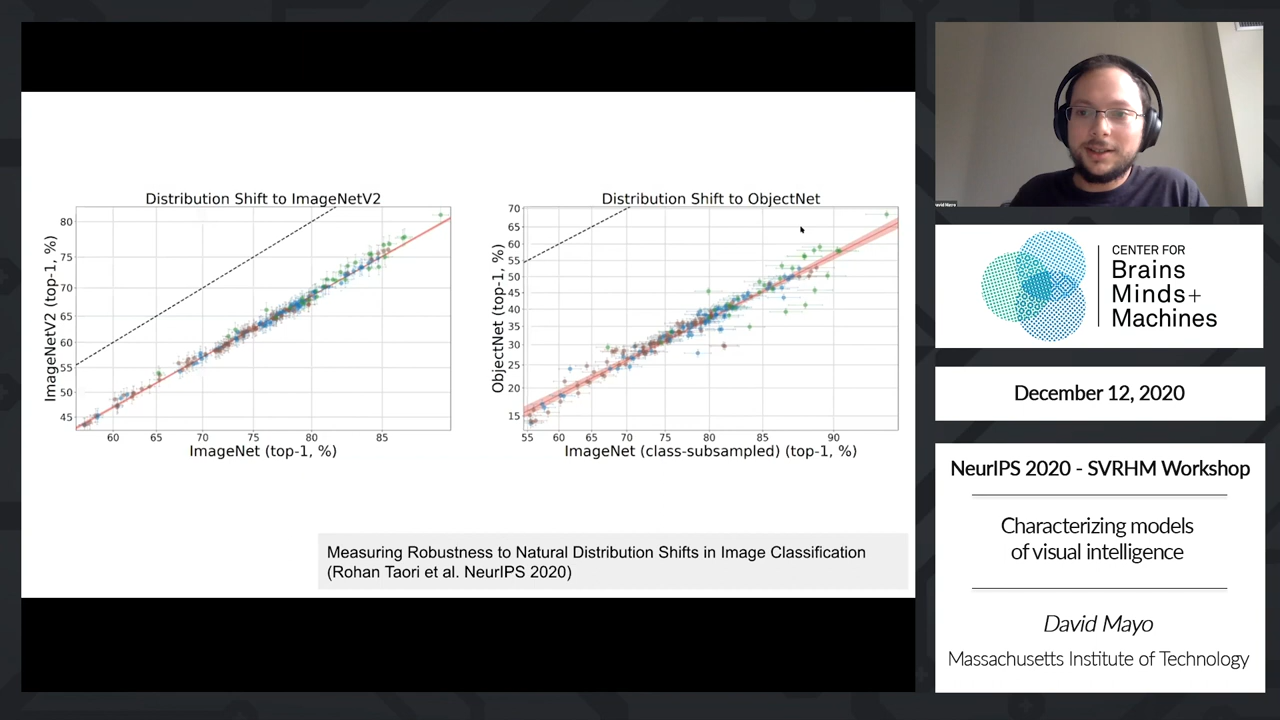 Distribution Shift to ImageNetV2
80
75
70
65
60
55
50
45
ImageNetV2 (top-1, %)
60 65 70 75 80 85
ImageNet (top-1, %)
Distribution Shift to ObjectNet
70
65
60
55
50
45
40
35
30
25
20
15
ObjectNet (top-1, %)
55 60 65 70 75 80 85 90
ImageNet (class-subsampled) (top-1, %)
Measuring Robustness to Natural Distribution Shifts in Image Classification
(Rohan Taori et al. NeurIPS 2020)
CENTER FOR
Brains
Minds+
Machines
December 12, 2020
NeurIPS 2020 - SVRHM Workshop
Characterizing models
of visual intelligence
David Mayo
Massachusetts Institute of Technology